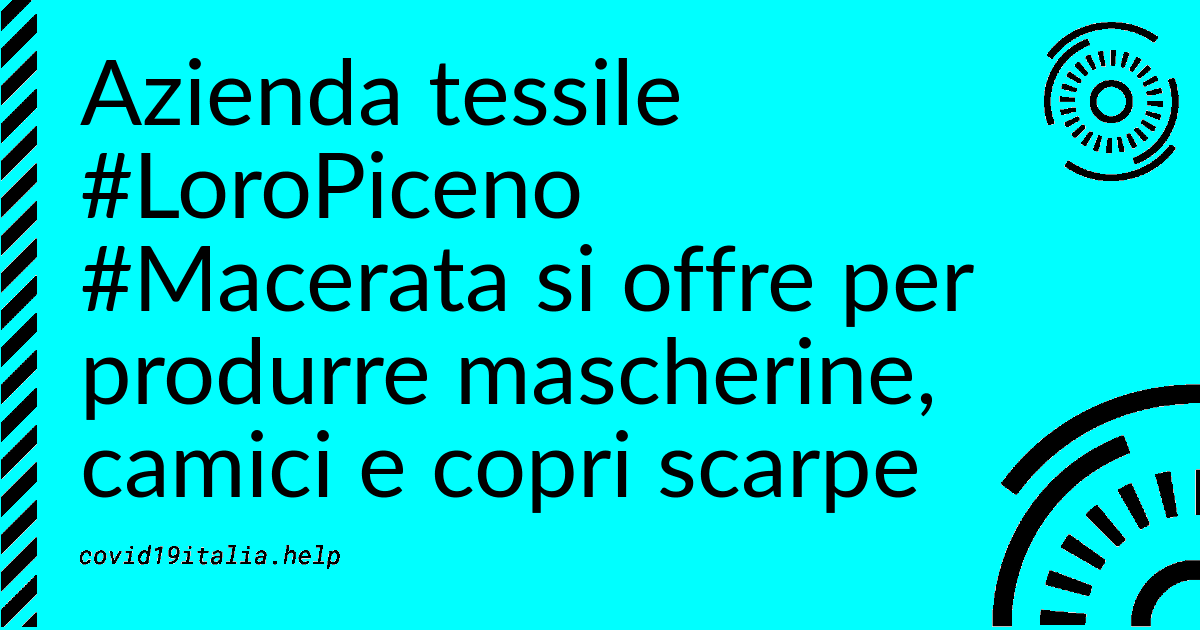 Azienda tessile
#LoroPiceno
#Macerata si offre per
produrre mascherine,
camici e copri scarpe
covid19italia.help